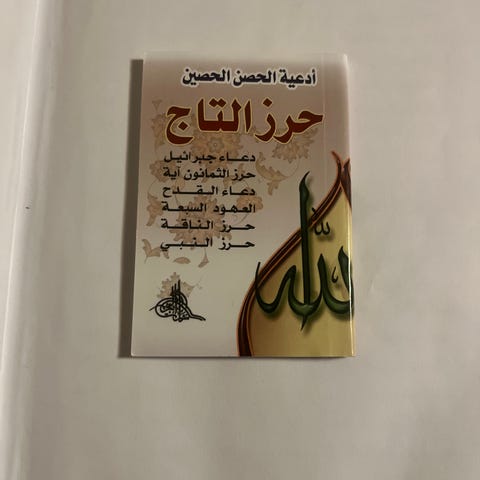 أدعية الحصن الحصين
حرز التاج
دعاء جبرائيل
حرز الثمانون آية
دعاء القدح
العهود السبعة
حرز الناقة
حرز النبي
الله